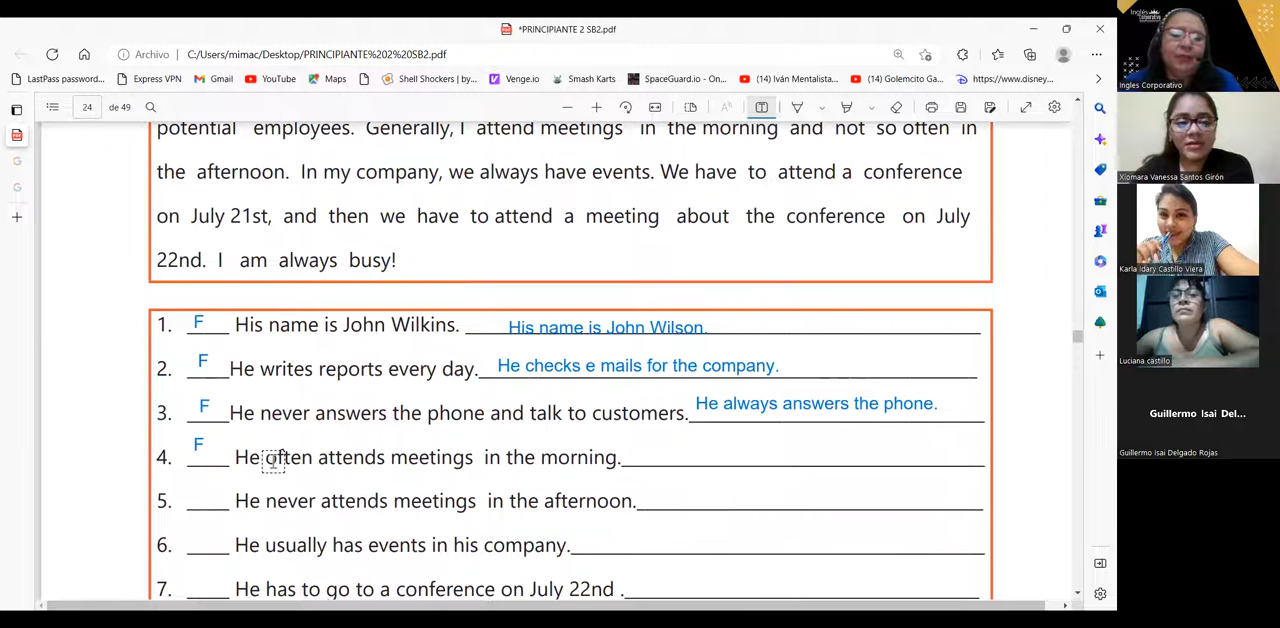 *PRINCIPIANTE 2 SB2.pdf
Archivo C:/Users/mimac/Desktop/PRINCIPIANTE%202%20SB2.pdf
LastPass password... Express VPN Gmail YouTube Maps Shell Shockers | by... Venge.io Smash Karts SpaceGuard.io - On... (14) Iván Mentalista... (14) Golemcito Ga... https://www.disney...
24 de 49
potential employees. Generally, I attend meetings in the morning and not so often in
the afternoon. In my company, we always have events. We have to attend a conference
on July 21st, and then we have to attend a meeting about the conference on July
22nd. I am always busy!
1. F His name is John Wilkins. His name is John Wilson.
2. F He writes reports every day. He checks e mails for the company.
3. F He never answers the phone and talk to customers. He always answers the phone.
4. F He often attends meetings in the morning.
5. He never attends meetings in the afternoon.
6. He usually has events in his company.
7. He has to go to a conference on July 22nd .
Inglés
Corporativo
Ingles Corporativo
Xiomara Vanessa Santos Girón
Karla Idary Castillo Viera
Luciana castillo
Guillermo Isai Del...
Guillermo Isai Delgado Rojas